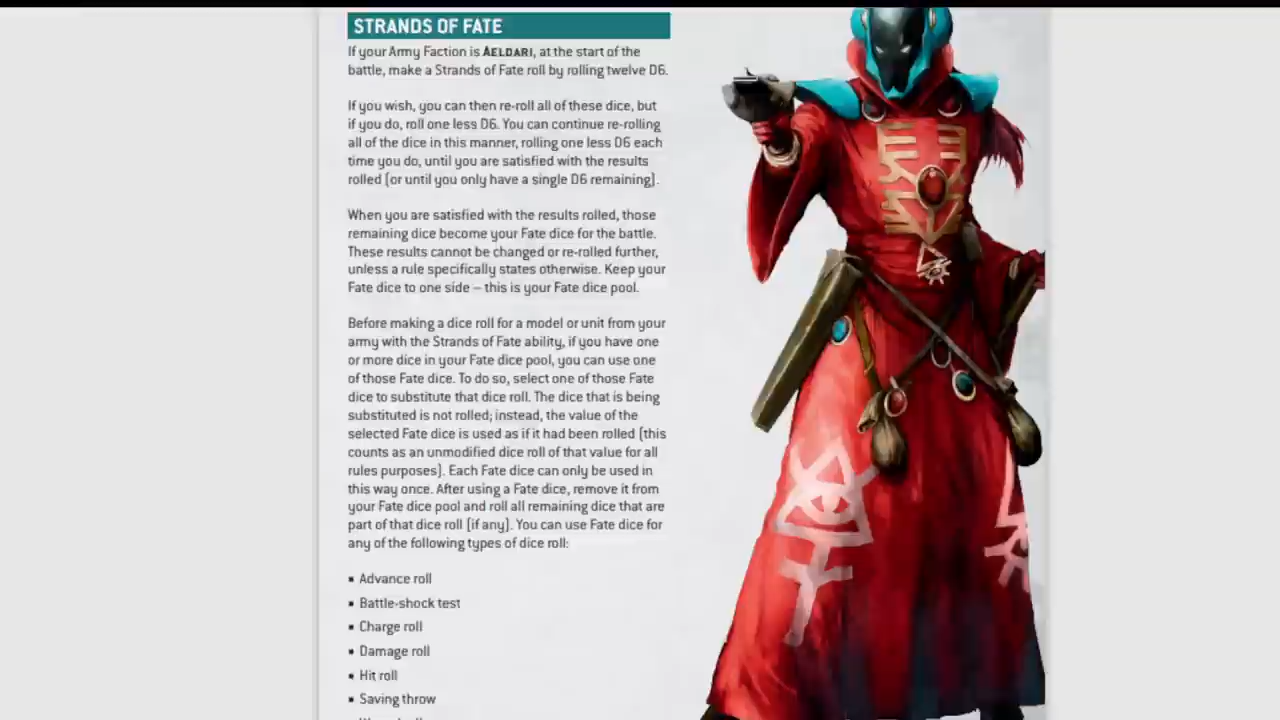 STRANDS OF FATE
If your Army Faction is AELDARI, at the start of the
battle, make a Strands of Fate roll by rolling twelve D6.
If you wish, you can then re-roll all of these dice, but
if you do, roll one less D6. You can continue re-rolling
all of the dice in this manner, rolling one less D6 each
time you do, until you are satisfied with the results
rolled (or until you only have a single D6 remaining).
When you are satisfied with the results rolled, those
remaining dice become your Fate dice for the battle.
These results cannot be changed or re-rolled further,
unless a rule specifically states otherwise. Keep your
Fate dice to one side – this is your Fate dice pool.
Before making a dice roll for a model or unit from your
army with the Strands of Fate ability, if you have one
or more dice in your Fate dice pool, you can use one
of those Fate dice. To do so, select one of those Fate
dice to substitute that dice roll. The dice that is being
substituted is not rolled; instead, the value of the
selected Fate dice is used as if it had been rolled (this
counts as an unmodified dice roll of that value for all
rules purposes). Each Fate dice can only be used in
this way once. After using a Fate dice, remove it from
your Fate dice pool and roll all remaining dice that are
part of that dice roll (if any). You can use Fate dice for
any of the following types of dice roll:
▪ Advance roll
▪ Battle-shock test
▪ Charge roll
▪ Damage roll
▪ Hit roll
▪ Saving throw